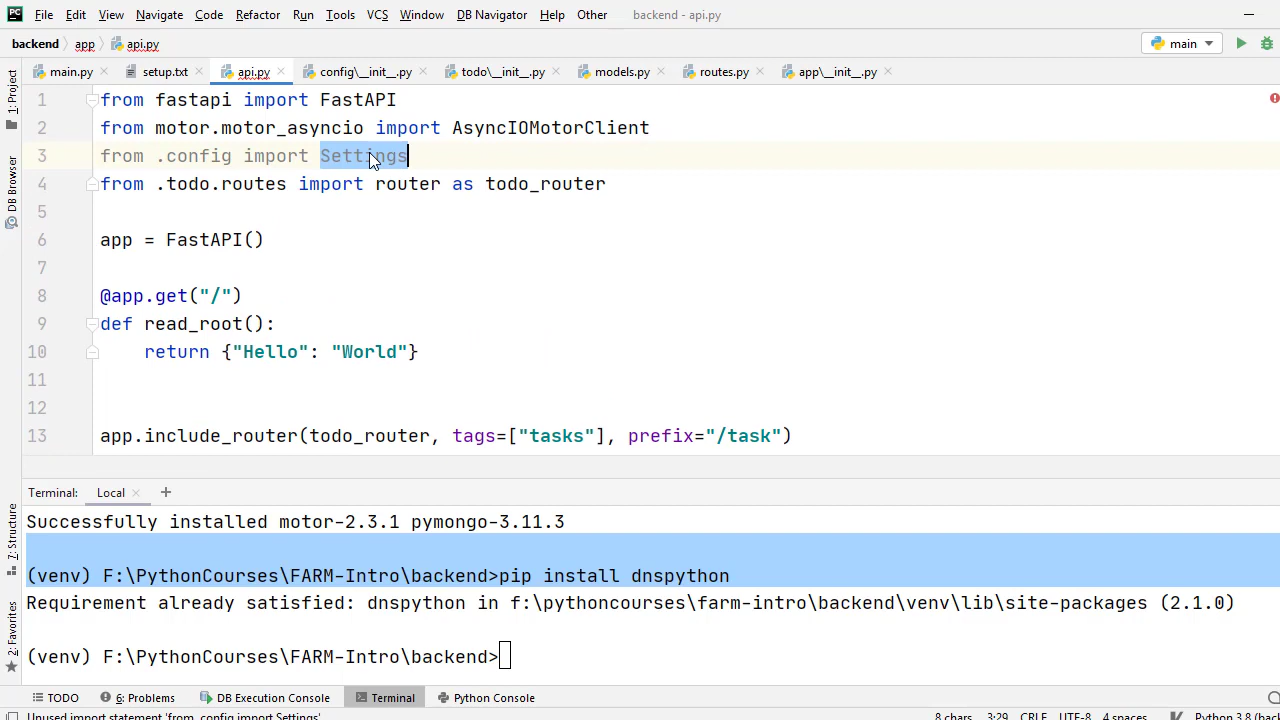 PC File Edit View Navigate Code Refactor Run Tools VCS Window DB Navigator Help Other backend - api.py
backend app api.py main
main.py setup.txt api.py config\__init__.py todo\__init__.py models.py routes.py app\__init__.py
1: Project
DB Browser
7: Structure
2: Favorites
1 from fastapi import FastAPI
2 from motor.motor_asyncio import AsyncIOMotorClient
3 from .config import Settings
4 from .todo.routes import router as todo_router
5
6 app = FastAPI()
7
8 @app.get("/")
9 def read_root():
10 return {"Hello": "World"}
11
12
13 app.include_router(todo_router, tags=["tasks"], prefix="/task")
Terminal: Local
Successfully installed motor-2.3.1 pymongo-3.11.3
(venv) F:\PythonCourses\FARM-Intro\backend>pip install dnspython
Requirement already satisfied: dnspython in f:\pythoncourses\farm-intro\backend\venv\lib\site-packages (2.1.0)
(venv) F:\PythonCourses\FARM-Intro\backend>
TODO 6: Problems DB Execution Console Terminal Python Console
Unused import statement 'from .config import Settings' 8 chars 3:29 CRLF UTF-8 4 spaces Python 3.8 (bac